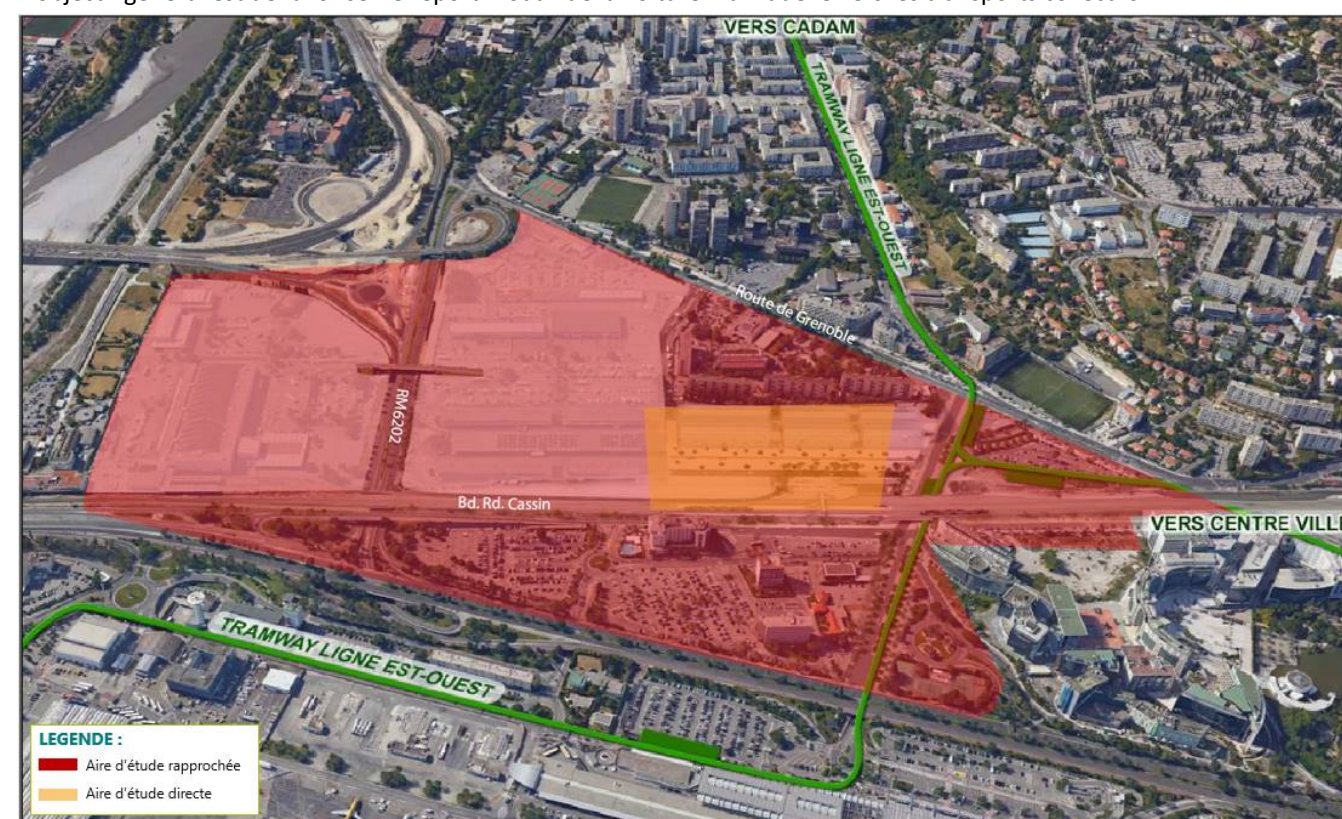 VERS CADAM
TRAMWAY LIGNE EST-OUEST
Route de Grenoble
RM6202
Bd. Rd. Cassin
VERS CENTRE VILL
TRAMWAY LIGNE EST-OUEST
LEGENDE :
Aire d'étude rapprochée
Aire d'étude directe